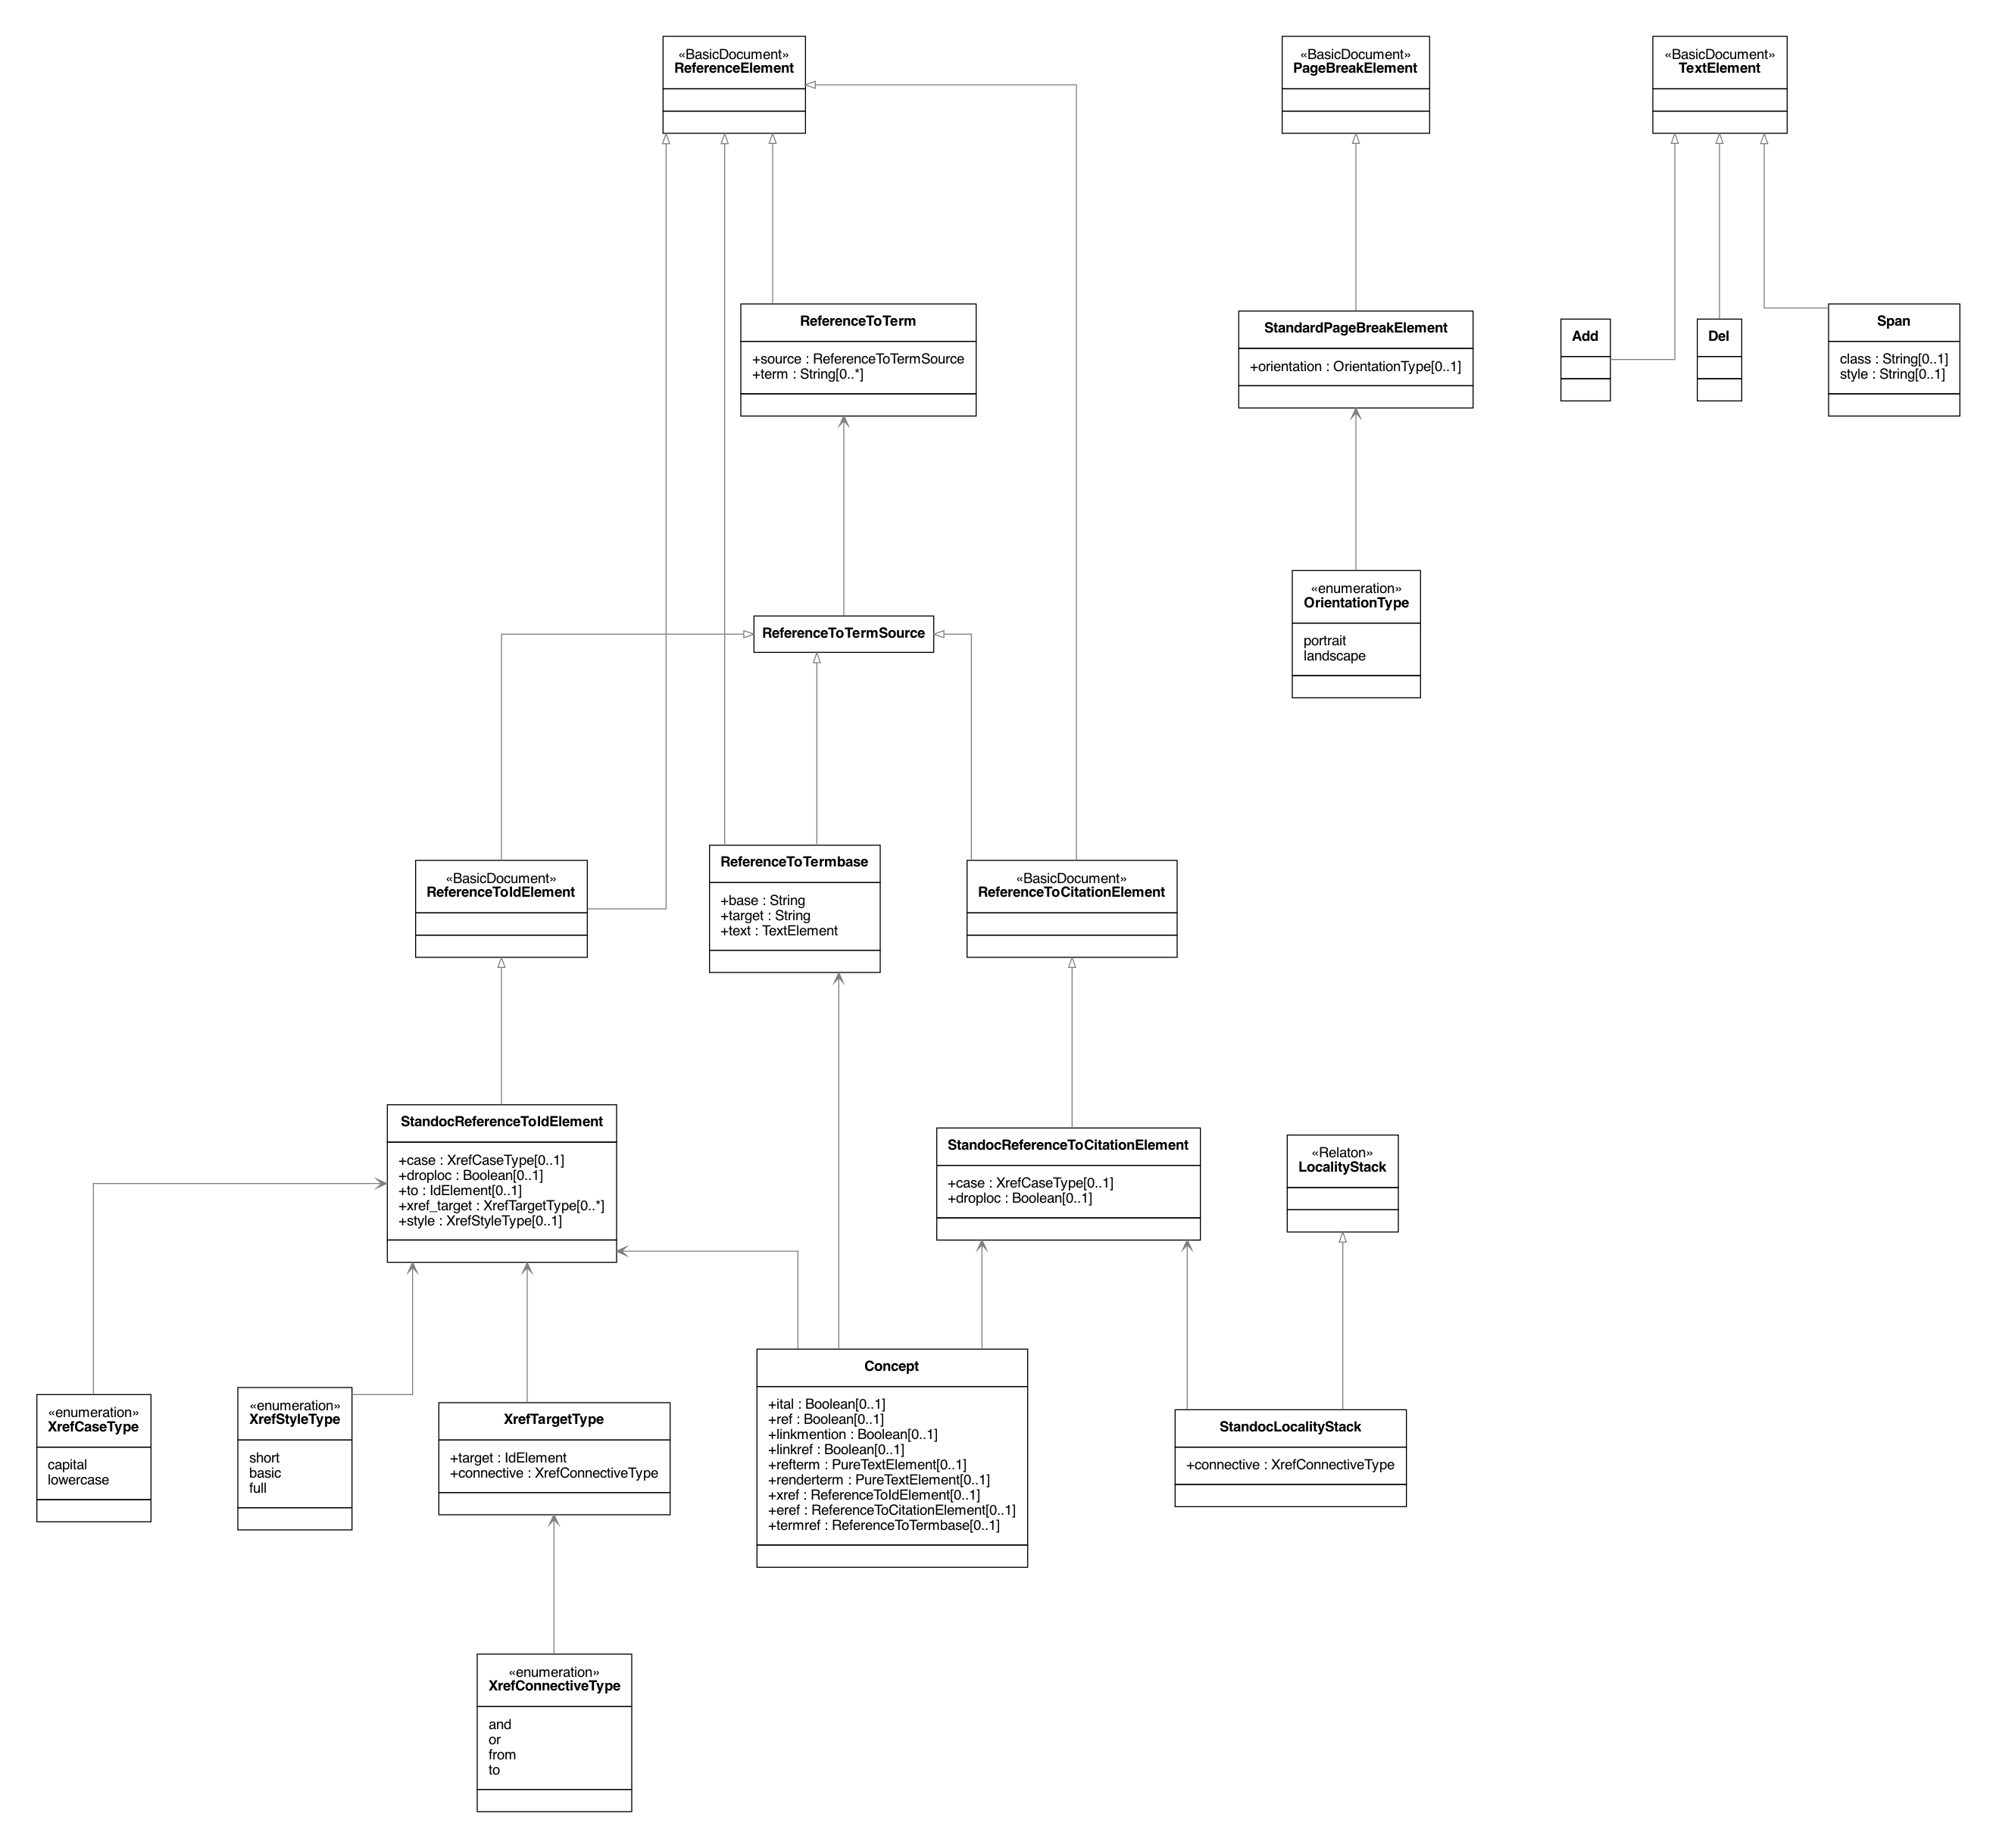 «BasicDocument»
ReferenceElement
«BasicDocument»
PageBreakElement
«BasicDocument»
TextElement
ReferenceToTerm
+source : ReferenceToTermSource
+term : String[0..*]
StandardPageBreakElement
+orientation : OrientationType[0..1]
Add
Del
Span
class : String[0..1]
style : String[0..1]
«enumeration»
OrientationType
portrait
landscape
ReferenceToTermSource
«BasicDocument»
ReferenceToIdElement
ReferenceToTermbase
+base : String
+target : String
+text : TextElement
«BasicDocument»
ReferenceToCitationElement
StandocReferenceToIdElement
+case : XrefCaseType[0..1]
+droploc : Boolean[0..1]
+to : IdElement[0..1]
+xref_target : XrefTargetType[0..*]
+style : XrefStyleType[0..1]
StandocReferenceToCitationElement
+case : XrefCaseType[0..1]
+droploc : Boolean[0..1]
«Relaton»
LocalityStack
«enumeration»
XrefCaseType
capital
lowercase
«enumeration»
XrefStyleType
short
basic
full
XrefTargetType
+target : IdElement
+connective : XrefConnectiveType
Concept
+ital : Boolean[0..1]
+ref : Boolean[0..1]
+linkmention : Boolean[0..1]
+linkref : Boolean[0..1]
+refterm : PureTextElement[0..1]
+renderterm : PureTextElement[0..1]
+xref : ReferenceToIdElement[0..1]
+eref : ReferenceToCitationElement[0..1]
+termref : ReferenceToTermbase[0..1]
StandocLocalityStack
+connective : XrefConnectiveType
«enumeration»
XrefConnectiveType
and
or
from
to